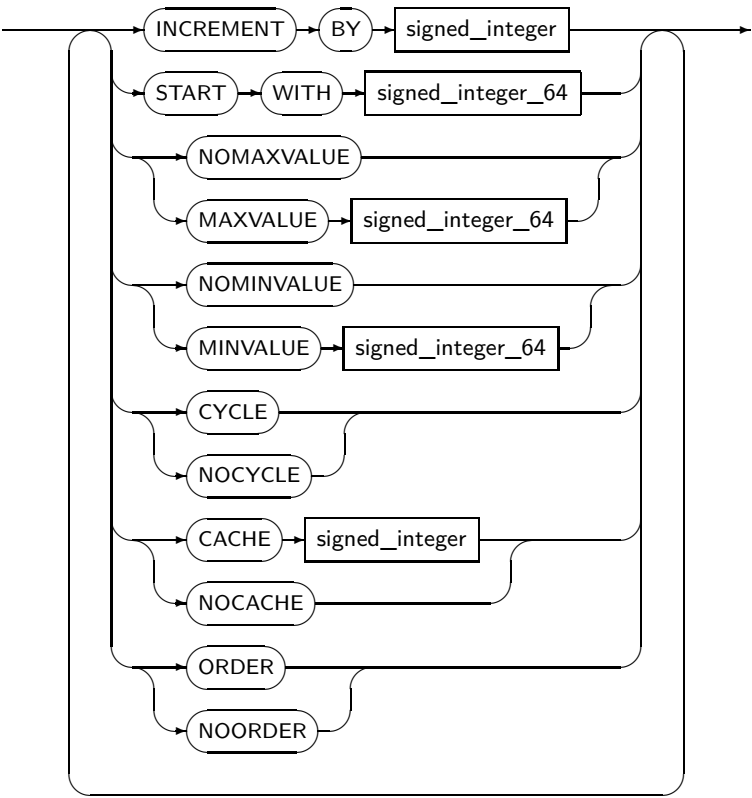 INCREMENT BY signed_integer
START WITH signed_integer_64
NOMAXVALUE
MAXVALUE signed_integer_64
NOMINVALUE
MINVALUE signed_integer_64
CYCLE
NOCYCLE
CACHE signed_integer
NOCACHE
ORDER
NOORDER